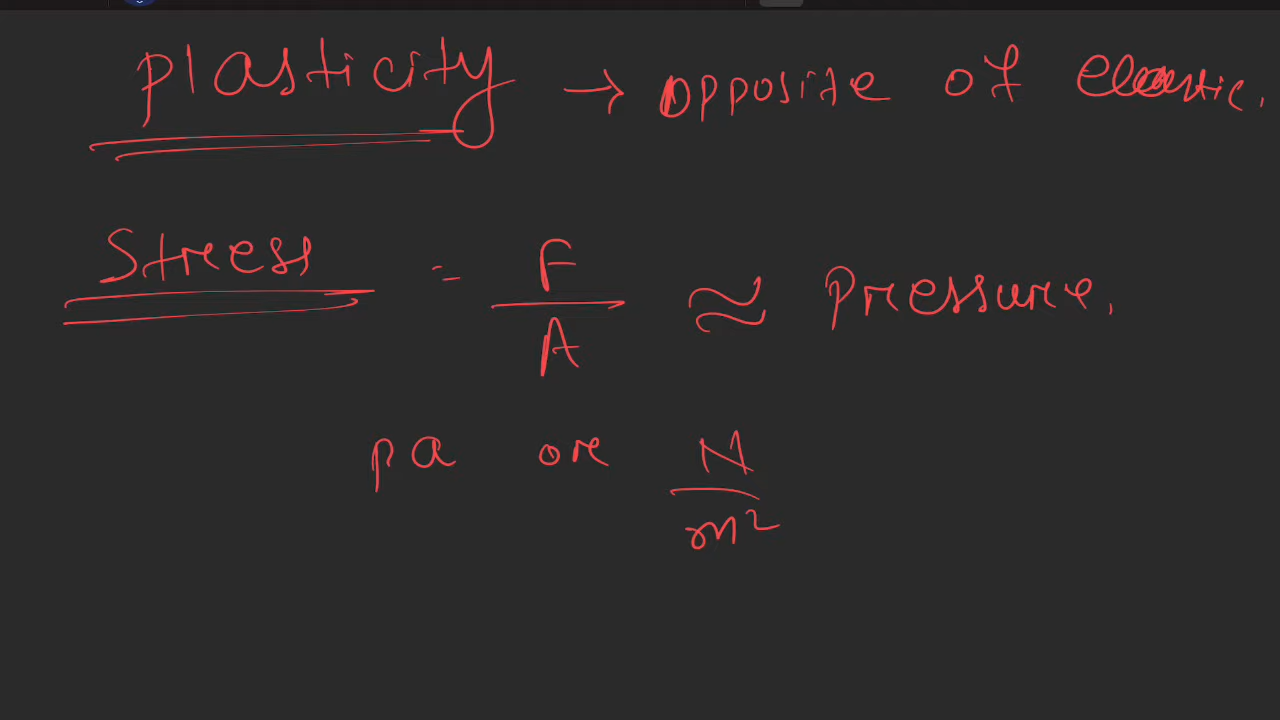 Plasticity → opposite of elastic.
Stress = F/A ≈ Pressure.
pa or N/m²